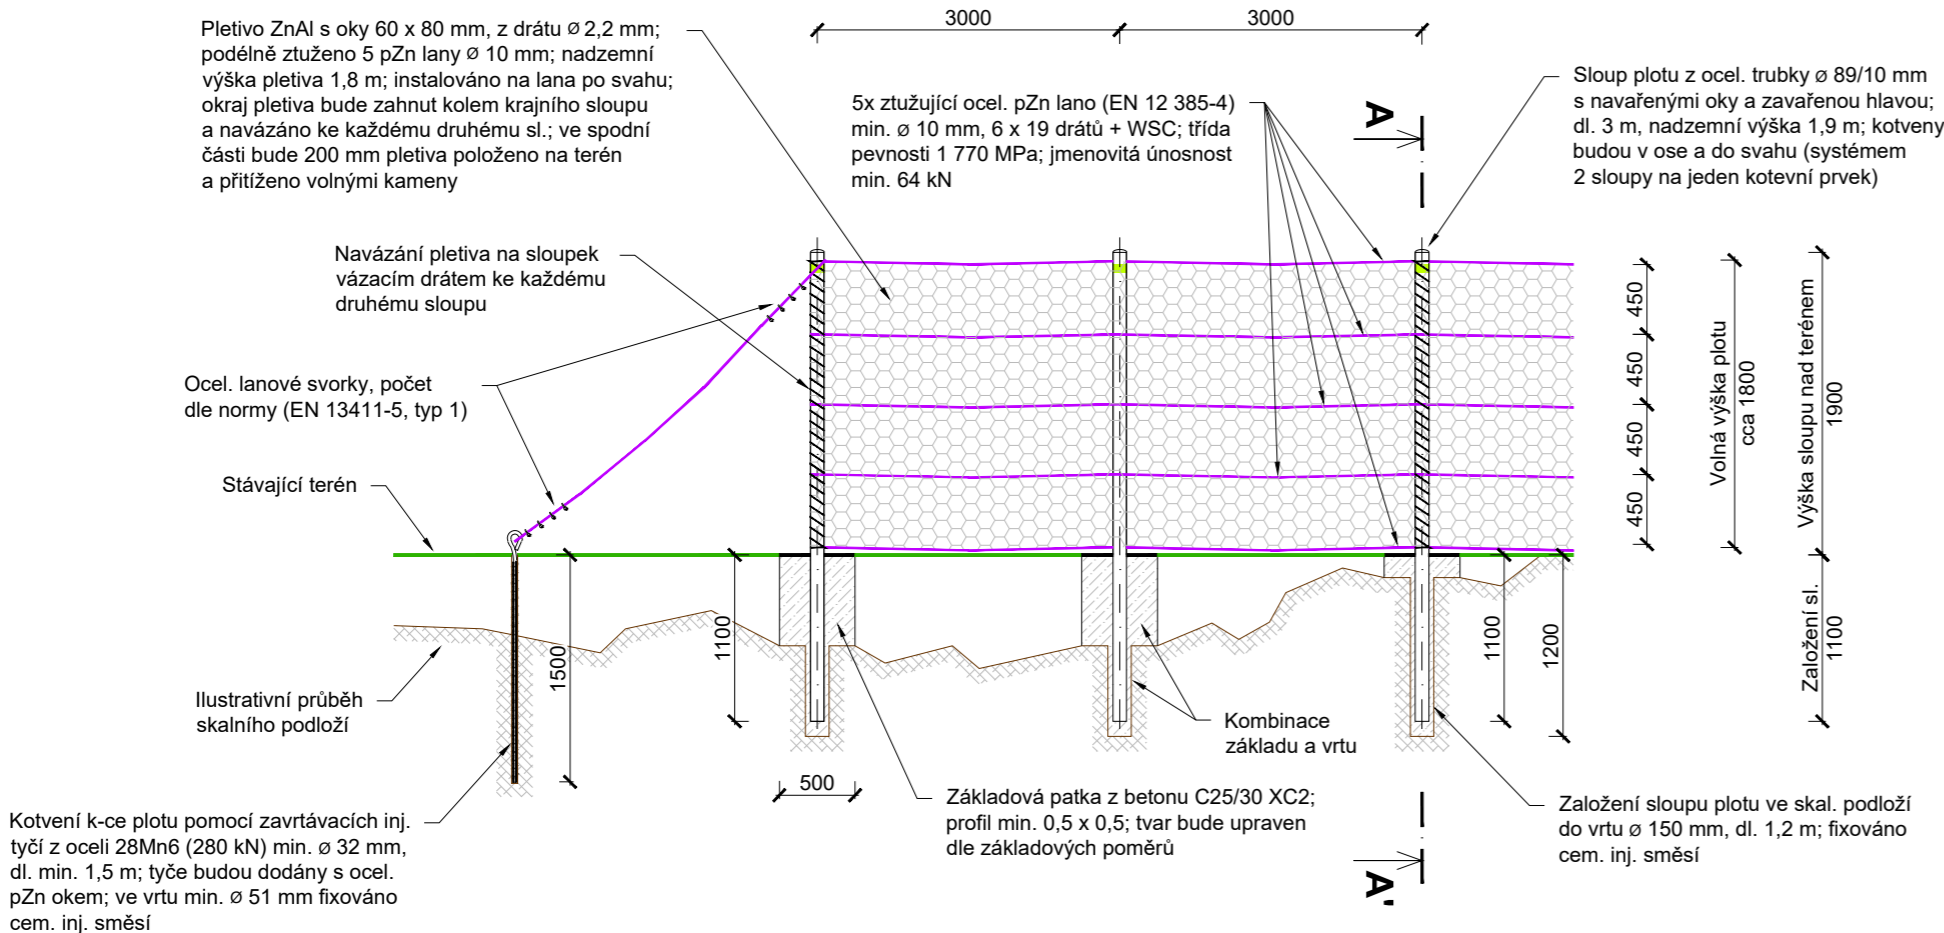 3000
3000
Pletivo ZnAl s oky 60 x 80 mm, z drátu ø 2,2 mm;
podélně ztuženo 5 pZn lany ø 10 mm; nadzemní
výška pletiva 1,8 m; instalováno na lana po svahu;
okraj pletiva bude zahnut kolem krajního sloupu
a navázáno ke každému druhému sl.; ve spodní
části bude 200 mm pletiva položeno na terén
a přitíženo volnými kameny
5x ztužující ocel. pZn lano (EN 12 385-4)
min. ø 10 mm, 6 x 19 drátů + WSC; třída
pevnosti 1 770 MPa; jmenovitá únosnost
min. 64 kN
A
Sloup plotu z ocel. trubky ø 89/10 mm
s navařenými oky a zavařenou hlavou;
dl. 3 m, nadzemní výška 1,9 m; kotveny
budou v ose a do svahu (systémem
2 sloupy na jeden kotevní prvek)
Navázání pletiva na sloupek
vázacím drátem ke každému
druhému sloupu
Ocel. lanové svorky, počet
dle normy (EN 13411-5, typ 1)
Stávající terén
450
450
450
450
Volná výška plotu
cca 1800
Výška sloupu nad terénem
1900
Založení sl.
1100
1500
1100
1100
1200
500
Ilustrativní průběh
skalního podloží
Kombinace
základu a vrtu
Kotvení k-ce plotu pomocí zavrtávacích inj.
tyčí z oceli 28Mn6 (280 kN) min. ø 32 mm,
dl. min. 1,5 m; tyče budou dodány s ocel.
pZn okem; ve vrtu min. ø 51 mm fixováno
cem. inj. směsí
Základová patka z betonu C25/30 XC2;
profil min. 0,5 x 0,5; tvar bude upraven
dle základových poměrů
A'
Založení sloupu plotu ve skal. podloží
do vrtu ø 150 mm, dl. 1,2 m; fixováno
cem. inj. směsí